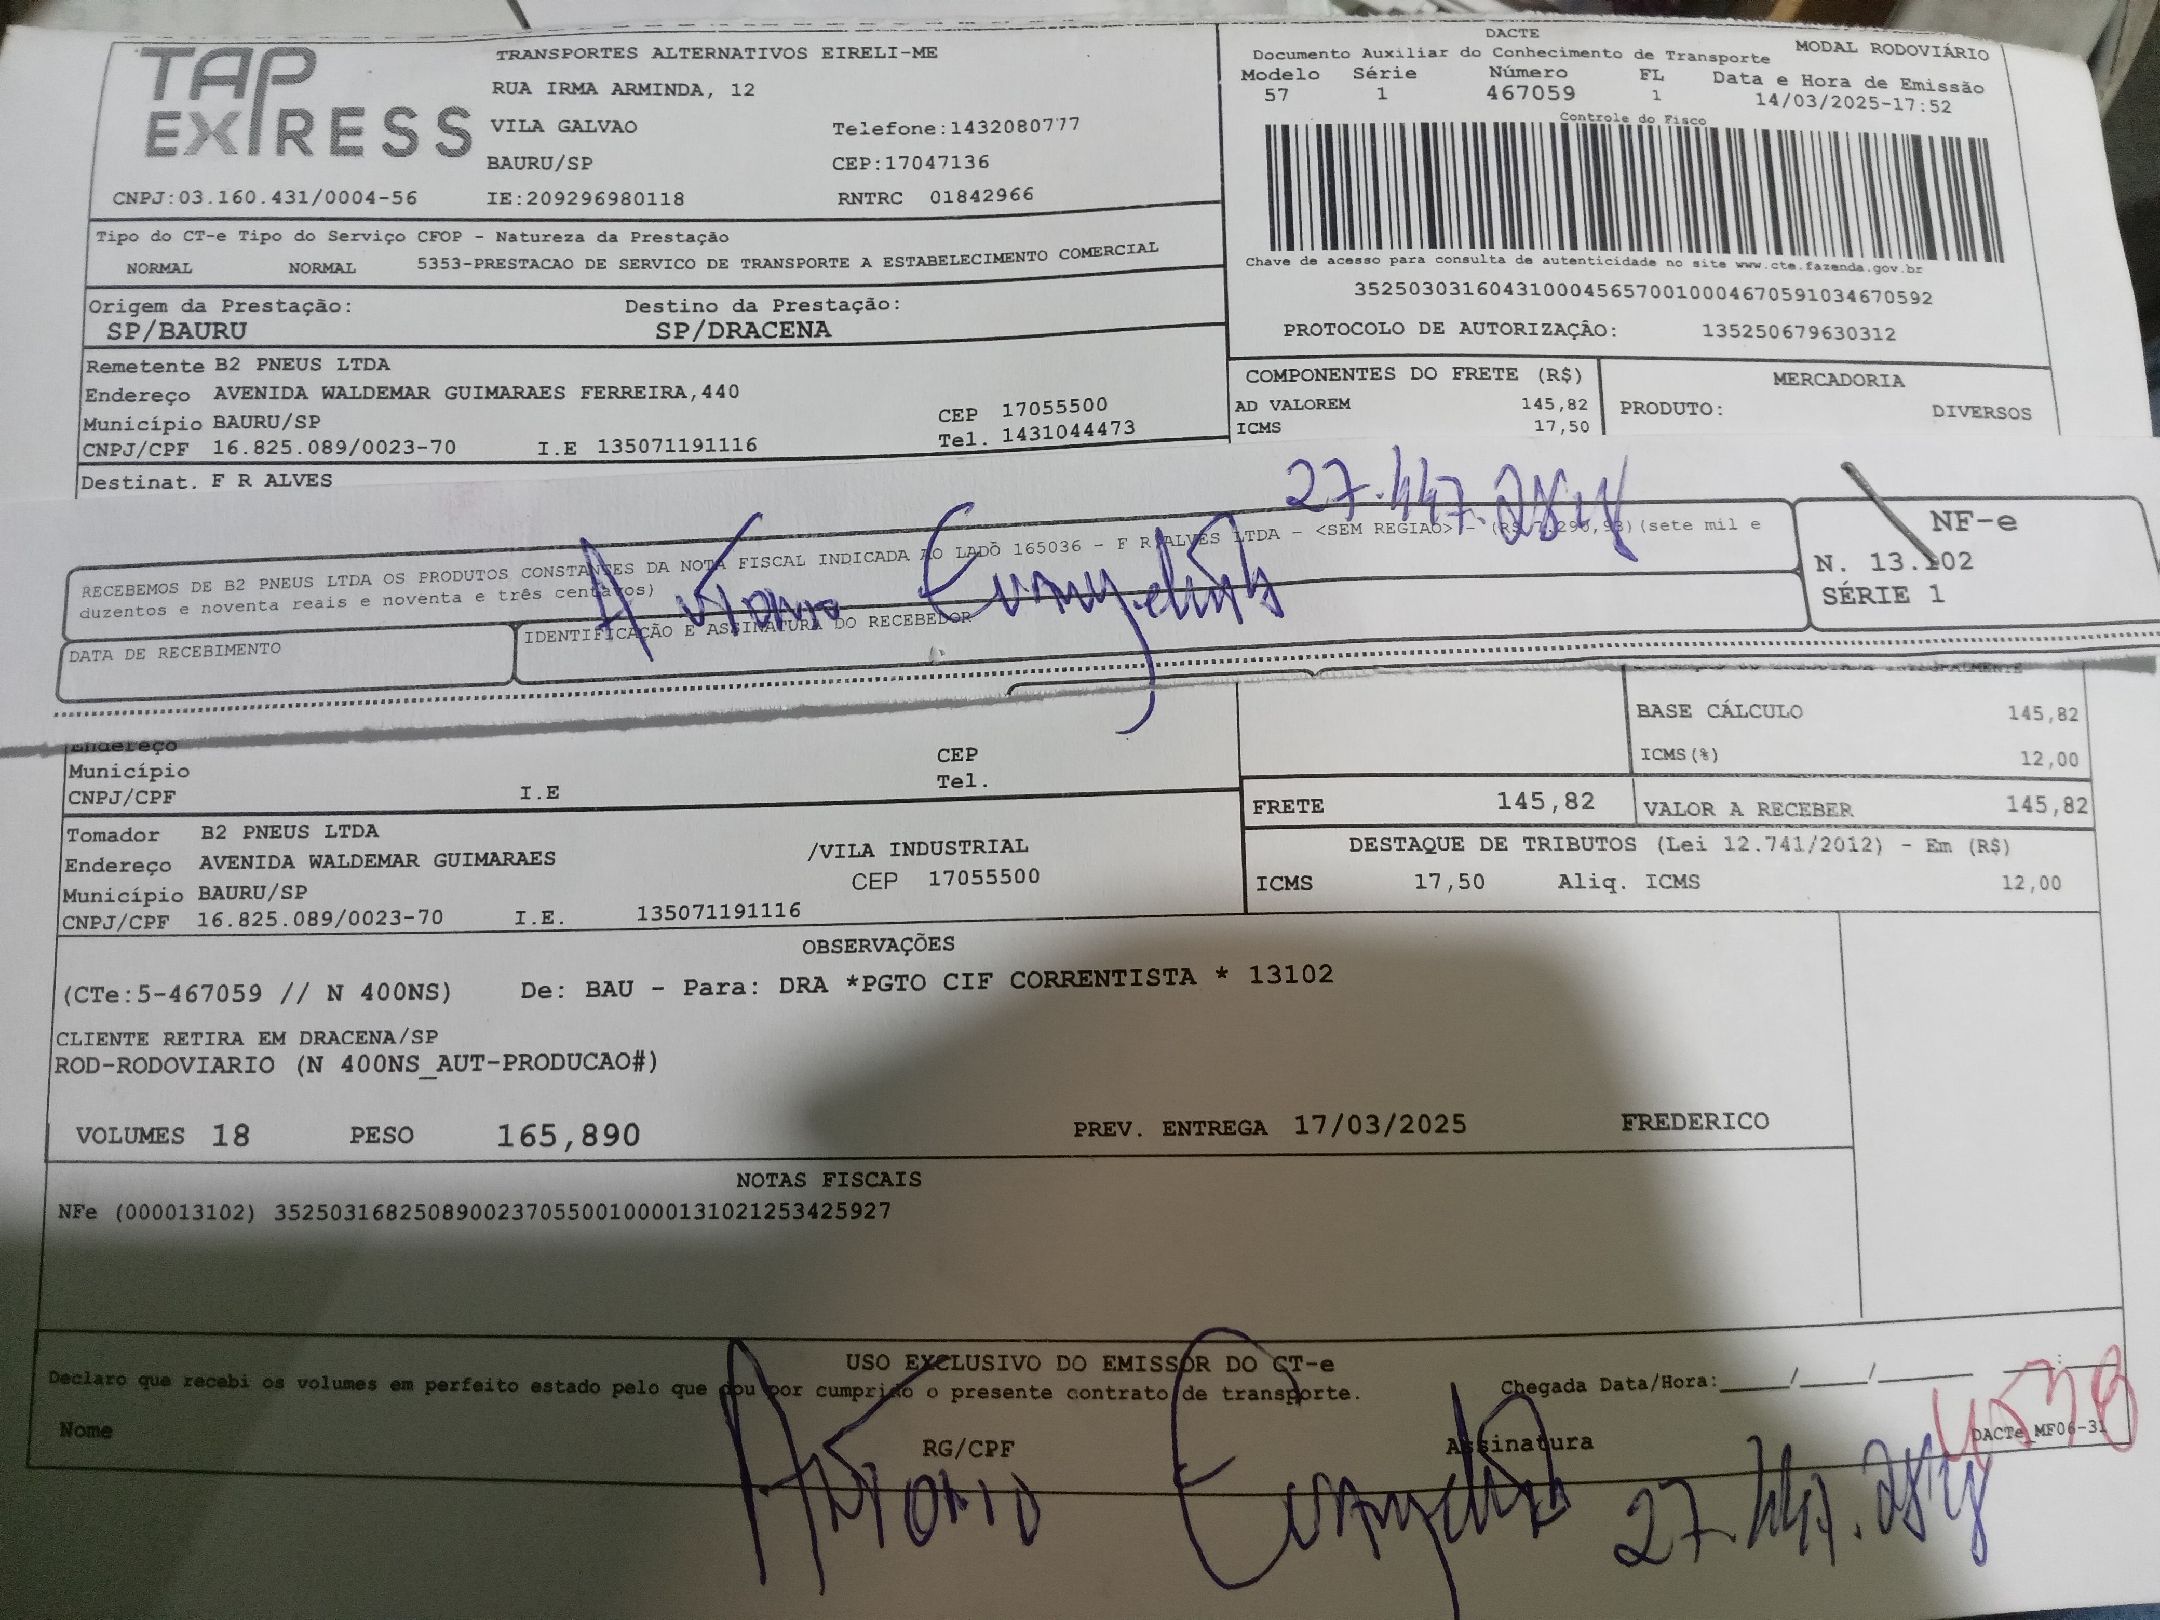 TAP EXPRESS
TRANSPORTES ALTERNATIVOS EIRELI-ME
RUA IRMA ARMINDA, 12
VILA GALVAO Telefone:1432080777
BAURU/SP CEP:17047136
CNPJ:03.160.431/0004-56 IE:209296980118 RNTRC 01842966
DACTE
Documento Auxiliar do Conhecimento de Transporte MODAL RODOVIÁRIO
Modelo Série Número FL Data e Hora de Emissão
57 1 467059 1 14/03/2025-17:52
Controle do Fisco
Chave de acesso para consulta de autenticidade no site www.cte.fazenda.gov.br
35250303160431000456570010004670591034670592
PROTOCOLO DE AUTORIZAÇÃO: 135250679630312
Tipo do CT-e Tipo do Serviço CFOP - Natureza da Prestação
NORMAL NORMAL 5353-PRESTACAO DE SERVICO DE TRANSPORTE A ESTABELECIMENTO COMERCIAL
Origem da Prestação: Destino da Prestação:
SP/BAURU SP/DRACENA
Remetente B2 PNEUS LTDA
Endereço AVENIDA WALDEMAR GUIMARAES FERREIRA,440
Município BAURU/SP CEP 17055500
CNPJ/CPF 16.825.089/0023-70 I.E 135071191116 Tel. 1431044473
Destinat. F R ALVES
COMPONENTES DO FRETE (R$)
AD VALOREM 145,82
ICMS 17,50
MERCADORIA
PRODUTO: DIVERSOS
RECEBEMOS DE B2 PNEUS LTDA OS PRODUTOS CONSTANTES DA NOTA FISCAL INDICADA AO LADO 165036 - F R ALVES LTDA - <SEM REGIAO> - (R$ 7.290,93)(sete mil e
duzentos e noventa reais e noventa e três centavos)
DATA DE RECEBIMENTO
IDENTIFICAÇÃO E ASSINATURA DO RECEBEDOR
Antonio Evangelista
NF-e
N. 13.102
SÉRIE 1
Endereço
Município CEP
CNPJ/CPF I.E Tel.
BASE CÁLCULO 145,82
ICMS(%) 12,00
FRETE 145,82 VALOR A RECEBER 145,82
Tomador B2 PNEUS LTDA
Endereço AVENIDA WALDEMAR GUIMARAES /VILA INDUSTRIAL
Município BAURU/SP CEP 17055500
CNPJ/CPF 16.825.089/0023-70 I.E. 135071191116
DESTAQUE DE TRIBUTOS (Lei 12.741/2012) - Em (R$)
ICMS 17,50 Aliq. ICMS 12,00
OBSERVAÇÕES
(CTe:5-467059 // N 400NS) De: BAU - Para: DRA *PGTO CIF CORRENTISTA * 13102
CLIENTE RETIRA EM DRACENA/SP
ROD-RODOVIARIO (N 400NS_AUT-PRODUCAO#)
VOLUMES 18 PESO 165,890 PREV. ENTREGA 17/03/2025 FREDERICO
NOTAS FISCAIS
NFe (000013102) 35250316825089002370550010000131021253425927
USO EXCLUSIVO DO EMISSOR DO CT-e
Declaro que recebi os volumes em perfeito estado pelo que dou por cumprido o presente contrato de transporte. Chegada Data/Hora:_____/_____/_______ ___:___
Nome RG/CPF Assinatura DACTe_MF06-31
Antonio Evangelista